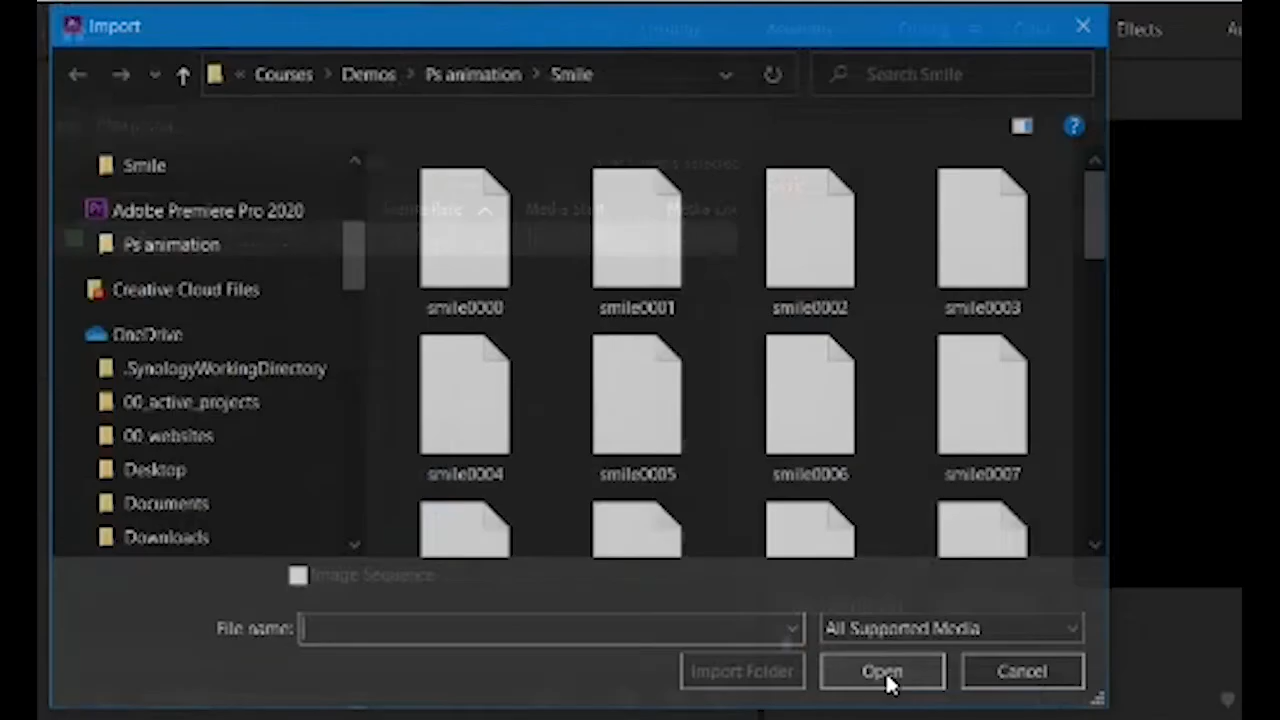 Import
Effects
« Courses > Demos > Ps animation > Smile
Search Smile
Smile
Adobe Premiere Pro 2020
Ps animation
Creative Cloud Files
OneDrive
.SynologyWorkingDirectory
00_active_projects
00_websites
Desktop
Documents
Downloads
smile0000 smile0001 smile0002 smile0003
smile0004 smile0005 smile0006 smile0007
Image Sequence
File name:
All Supported Media
Import Folder
Open
Cancel